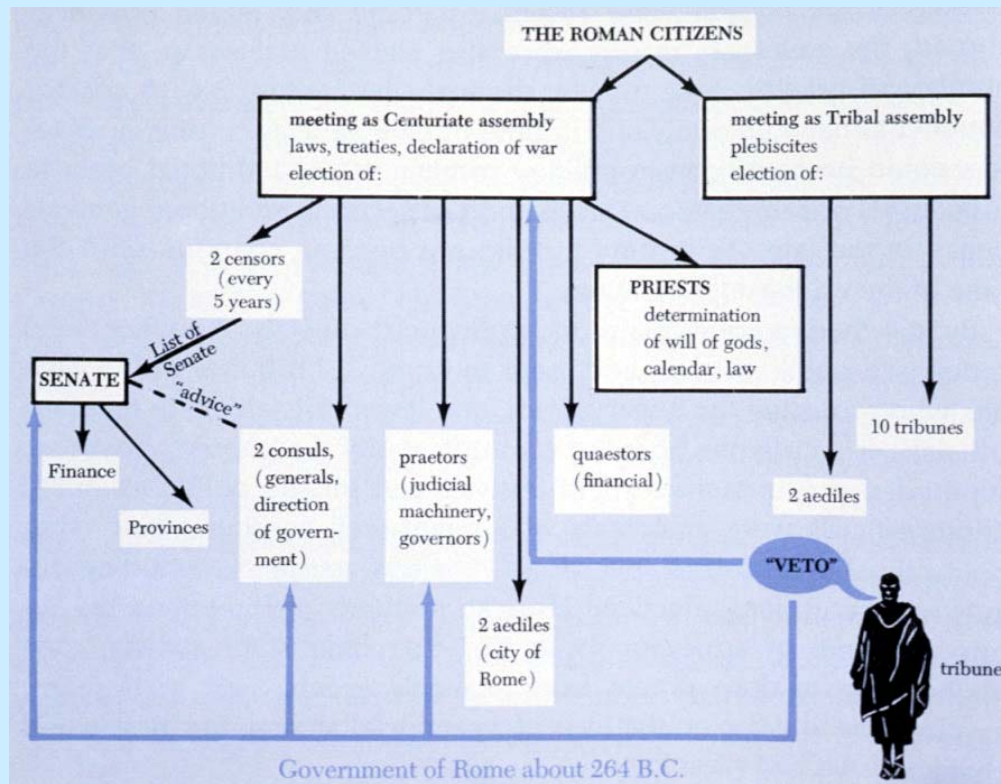 THE ROMAN CITIZENS
meeting as Centuriate assembly
laws, treaties, declaration of war
election of:
meeting as Tribal assembly
plebiscites
election of:
2 censors
(every
5 years)
PRIESTS
determination
of will of gods,
calendar, law
List of
Senate
SENATE
"advice"
Finance
Provinces
2 consuls,
(generals,
direction
of govern-
ment)
praetors
(judicial
machinery,
governors)
quaestors
(financial)
10 tribunes
2 aediles
"VETO"
2 aediles
(city of
Rome)
tribune
Government of Rome about 264 B.C.